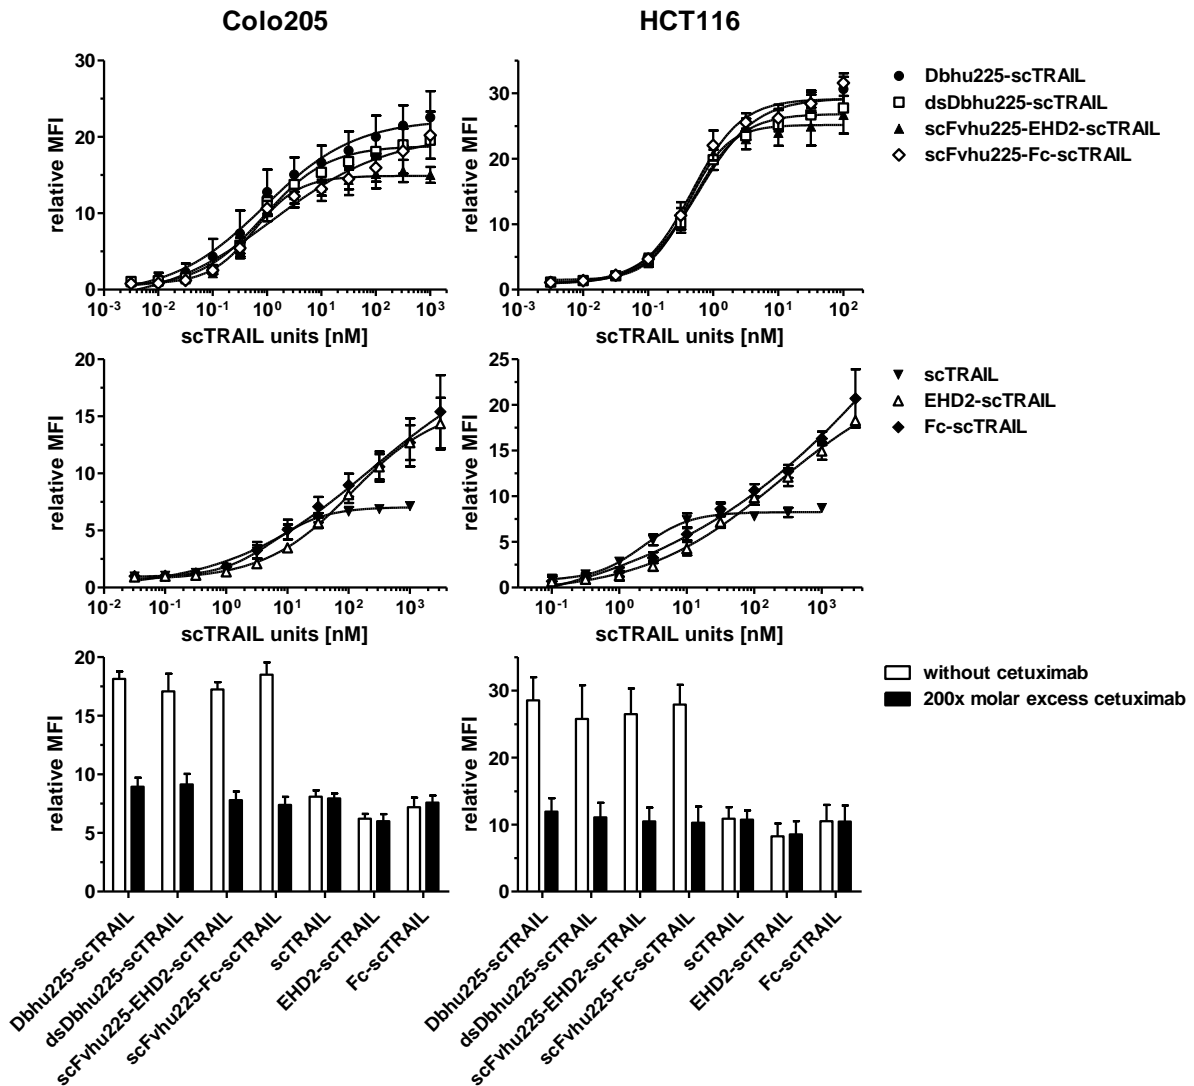 Colo205
HCT116
30
20
10
0
relative MFI
10-3 10-2 10-1 100 101 102 103
scTRAIL units [nM]
30
20
10
0
relative MFI
10-3 10-2 10-1 100 101 102
scTRAIL units [nM]
Dbhu225-scTRAIL
dsDbhu225-scTRAIL
scFvhu225-EHD2-scTRAIL
scFvhu225-Fc-scTRAIL
20
15
10
5
0
relative MFI
10-2 10-1 100 101 102 103
scTRAIL units [nM]
25
20
15
10
5
0
relative MFI
10-1 100 101 102 103
scTRAIL units [nM]
scTRAIL
EHD2-scTRAIL
Fc-scTRAIL
20
15
10
5
0
relative MFI
Dbhu225-scTRAIL
dsDbhu225-scTRAIL
scFvhu225-EHD2-scTRAIL
scFvhu225-Fc-scTRAIL
scTRAIL
EHD2-scTRAIL
Fc-scTRAIL
30
20
10
0
relative MFI
Dbhu225-scTRAIL
dsDbhu225-scTRAIL
scFvhu225-EHD2-scTRAIL
scFvhu225-Fc-scTRAIL
scTRAIL
EHD2-scTRAIL
Fc-scTRAIL
without cetuximab
200x molar excess cetuximab